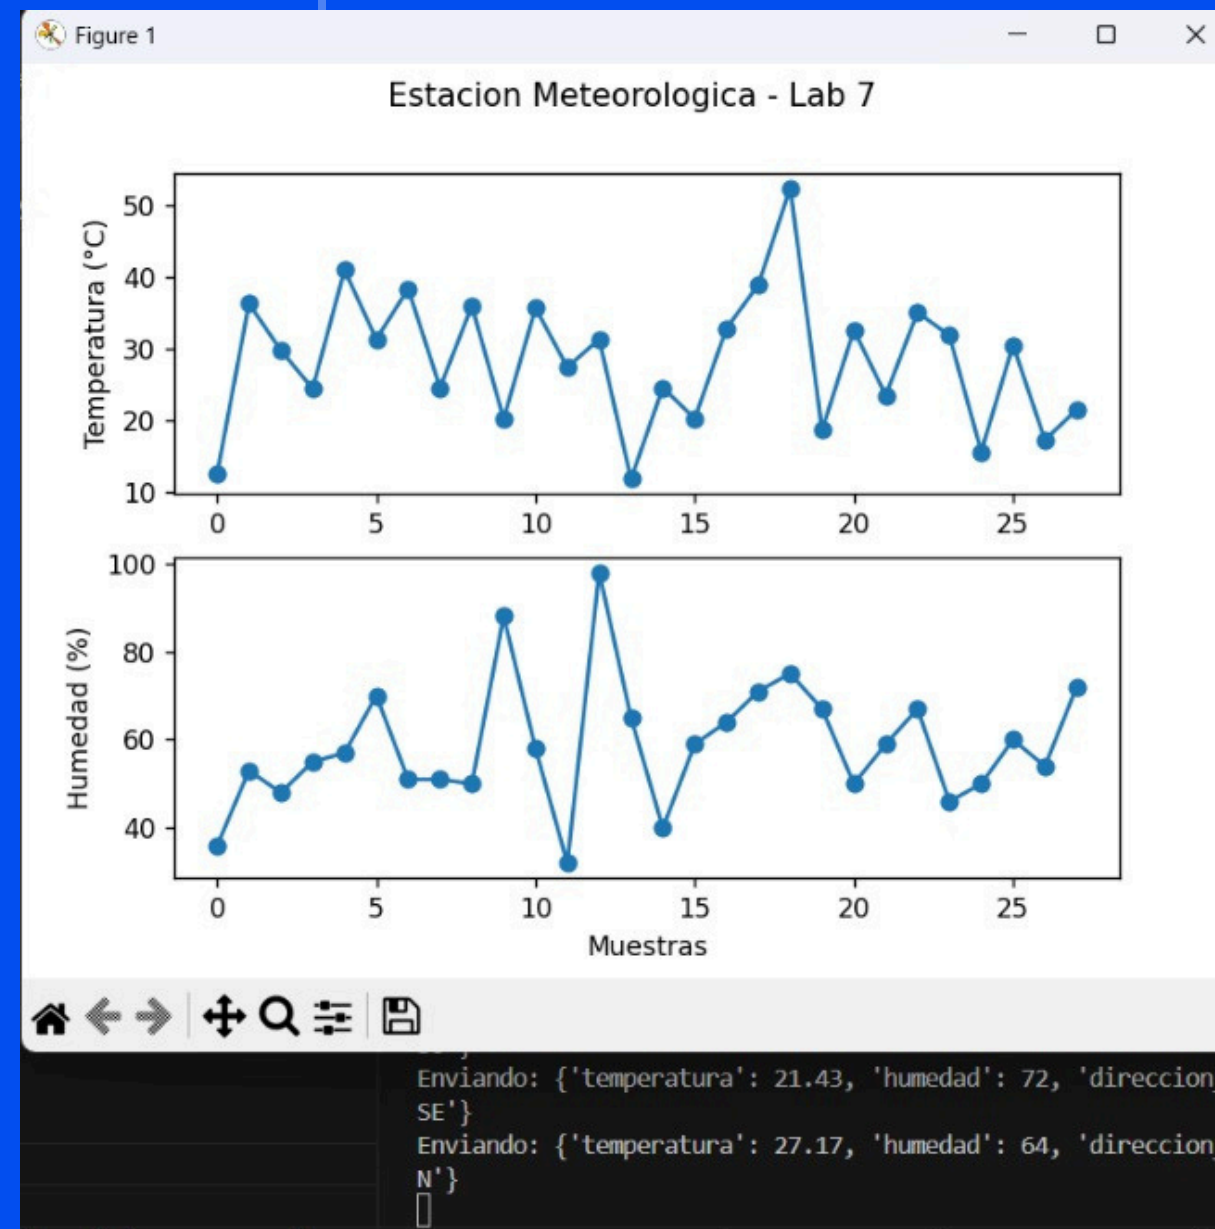 Figure 1
Estacion Meteorologica - Lab 7
Temperatura (°C)
50
40
30
20
10
0 5 10 15 20 25
Humedad (%)
100
80
60
40
0 5 10 15 20 25
Muestras
Enviando: {'temperatura': 21.43, 'humedad': 72, 'direccion_
SE'}
Enviando: {'temperatura': 27.17, 'humedad': 64, 'direccion_
N'}